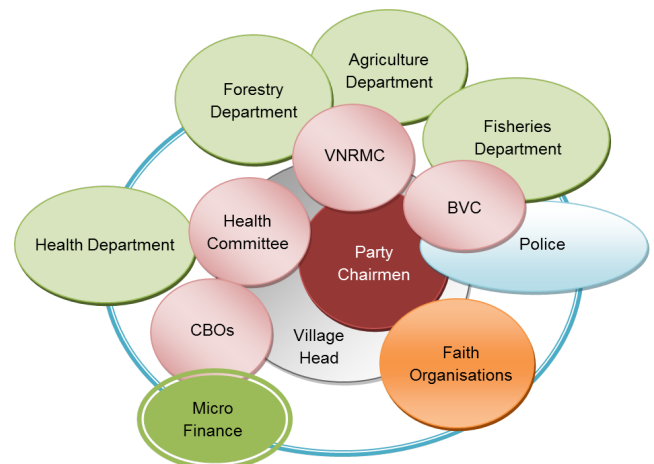 Agriculture
Department
Forestry
Department
Fisheries
Department
VNRMC
BVC
Health
Committee
Health Department
Police
Party
Chairmen
CBOs
Village
Head
Faith
Organisations
Micro
Finance